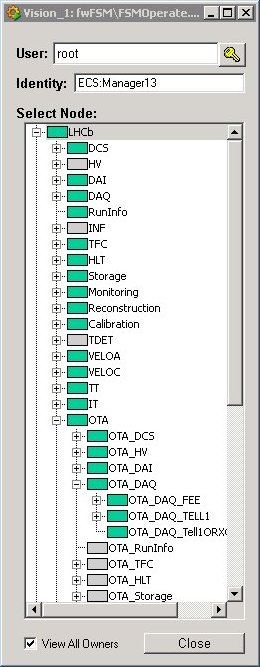 Vision_1: fwFSM\FSMOperate....
User: root
Identity: ECS:Manager13
Select Node:
LHCb
DCS
HV
DAI
DAQ
RunInfo
INF
TFC
HLT
Storage
Monitoring
Reconstruction
Calibration
TDET
VELOA
VELOC
TT
IT
OTA
OTA_DCS
OTA_HV
OTA_DAI
OTA_DAQ
OTA_DAQ_FEE
OTA_DAQ_TELL1
OTA_DAQ_Tell1ORX
OTA_RunInfo
OTA_TFC
OTA_HLT
OTA_Storage
View All Owners
Close